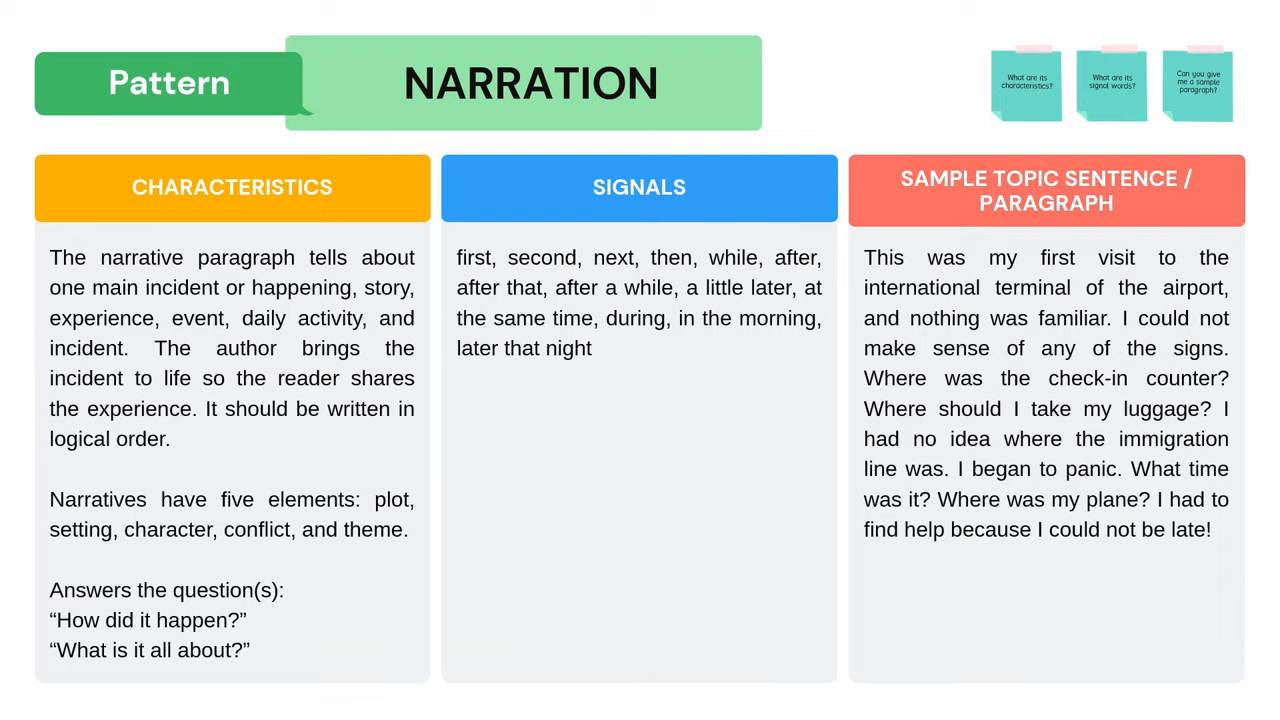 Pattern
NARRATION
What are its
characteristics?
What are its
signal words?
Can you give
me a sample
paragraph?
CHARACTERISTICS
The narrative paragraph tells about
one main incident or happening, story,
experience, event, daily activity, and
incident. The author brings the
incident to life so the reader shares
the experience. It should be written in
logical order.
Narratives have five elements: plot,
setting, character, conflict, and theme.
Answers the question(s):
“How did it happen?”
“What is it all about?”
SIGNALS
first, second, next, then, while, after,
after that, after a while, a little later, at
the same time, during, in the morning,
later that night
SAMPLE TOPIC SENTENCE /
PARAGRAPH
This was my first visit to the
international terminal of the airport,
and nothing was familiar. I could not
make sense of any of the signs.
Where was the check-in counter?
Where should I take my luggage? I
had no idea where the immigration
line was. I began to panic. What time
was it? Where was my plane? I had to
find help because I could not be late!